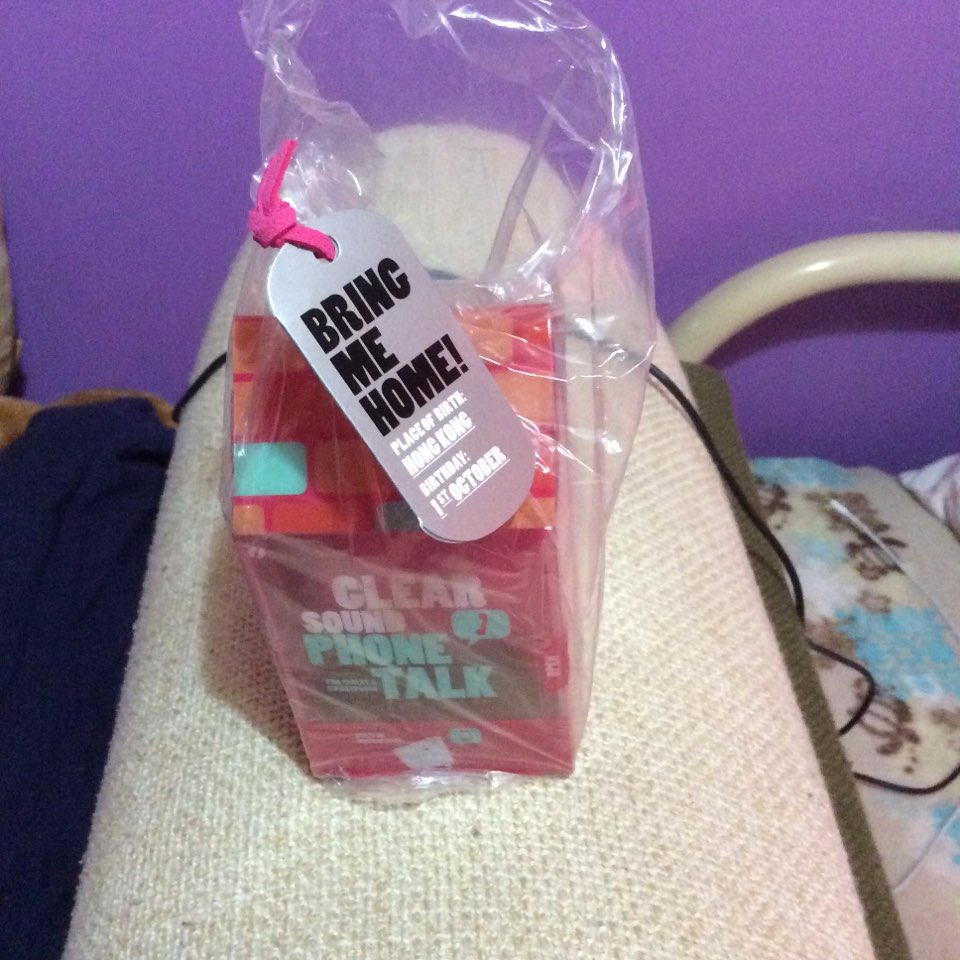 BRING
ME
HOME!
PLACE OF BIRTH:
HONG KONG
BIRTHDAY:
1ST OCTOBER
CLEAR
SOUND
PHONE
TALK